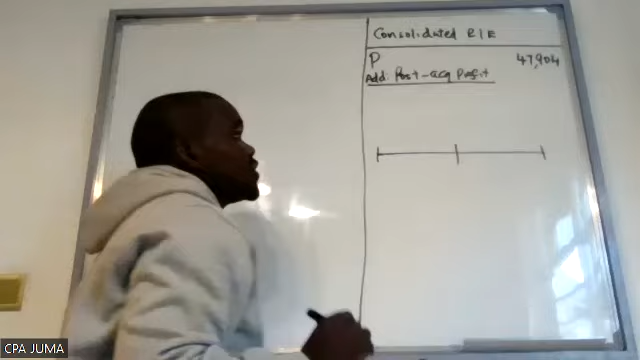 Consolidated R/E
P 47,904
Add: Post-acq Profit
CPA JUMA